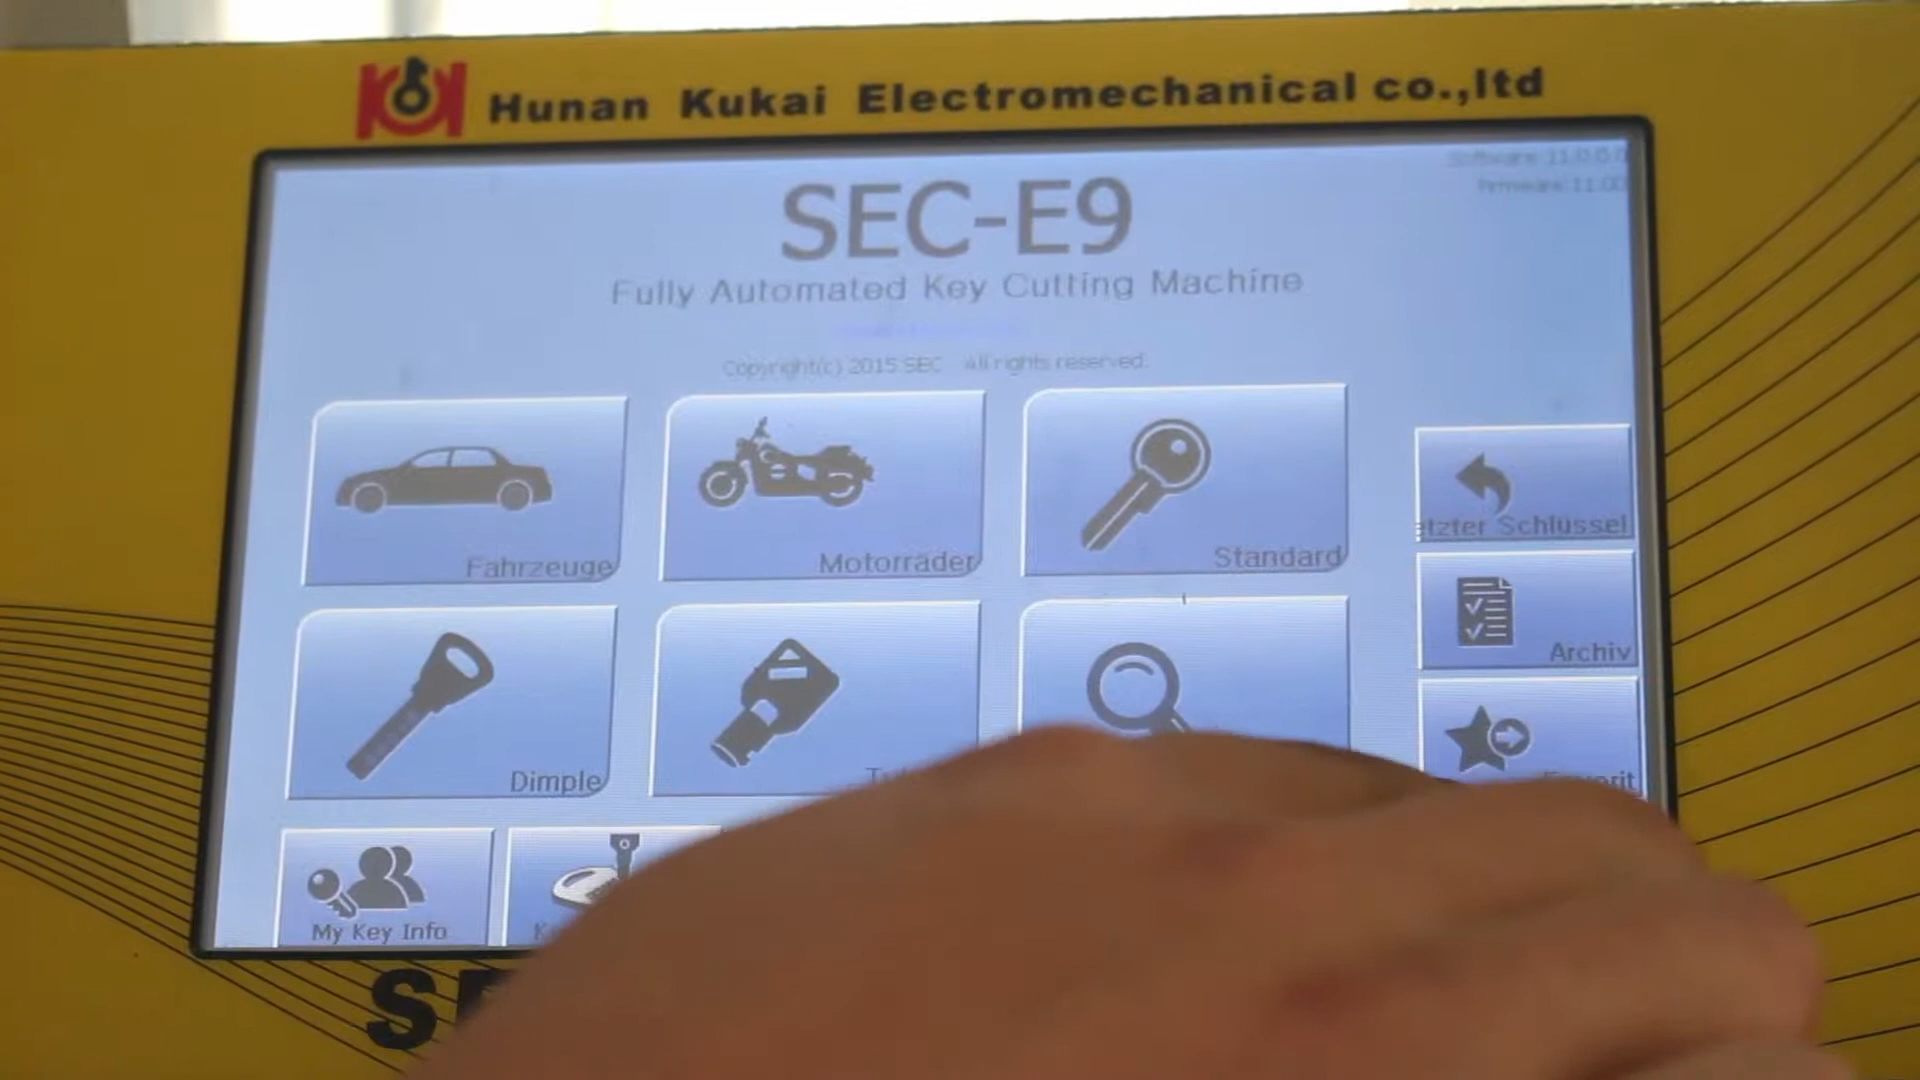 Hunan Kukai Electromechanical co.,ltd
SEC-E9
Fully Automated Key Cutting Machine
Copyright(c) 2015 SEC All rights reserved.
Fahrzeuge
Motorräder
Standard
etzter Schlüssel
Archiv
Dimple
My Key Info